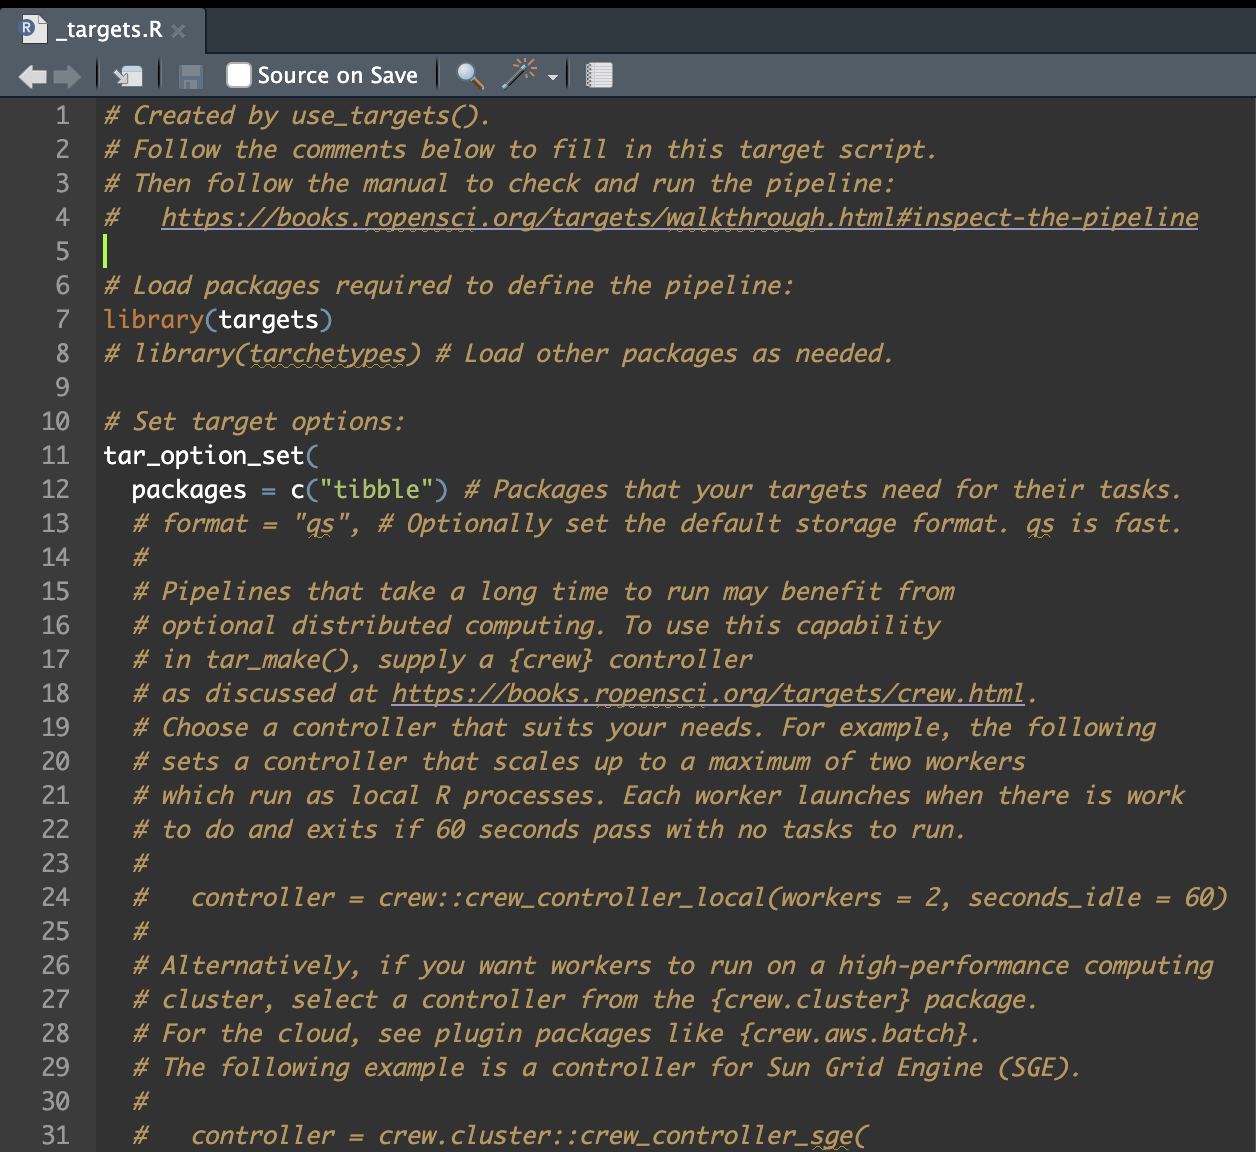 R _targets.R
Source on Save
1 # Created by use_targets().
2 # Follow the comments below to fill in this target script.
3 # Then follow the manual to check and run the pipeline:
4 #   https://books.ropensci.org/targets/walkthrough.html#inspect-the-pipeline
5
6 # Load packages required to define the pipeline:
7 library(targets)
8 # library(tarchetypes) # Load other packages as needed.
9
10 # Set target options:
11 tar_option_set(
12   packages = c("tibble") # Packages that your targets need for their tasks.
13   # format = "qs", # Optionally set the default storage format. qs is fast.
14   #
15   # Pipelines that take a long time to run may benefit from
16   # optional distributed computing. To use this capability
17   # in tar_make(), supply a {crew} controller
18   # as discussed at https://books.ropensci.org/targets/crew.html.
19   # Choose a controller that suits your needs. For example, the following
20   # sets a controller that scales up to a maximum of two workers
21   # which run as local R processes. Each worker launches when there is work
22   # to do and exits if 60 seconds pass with no tasks to run.
23   #
24   #   controller = crew::crew_controller_local(workers = 2, seconds_idle = 60)
25   #
26   # Alternatively, if you want workers to run on a high-performance computing
27   # cluster, select a controller from the {crew.cluster} package.
28   # For the cloud, see plugin packages like {crew.aws.batch}.
29   # The following example is a controller for Sun Grid Engine (SGE).
30   #
31   #   controller = crew.cluster::crew_controller_sge(